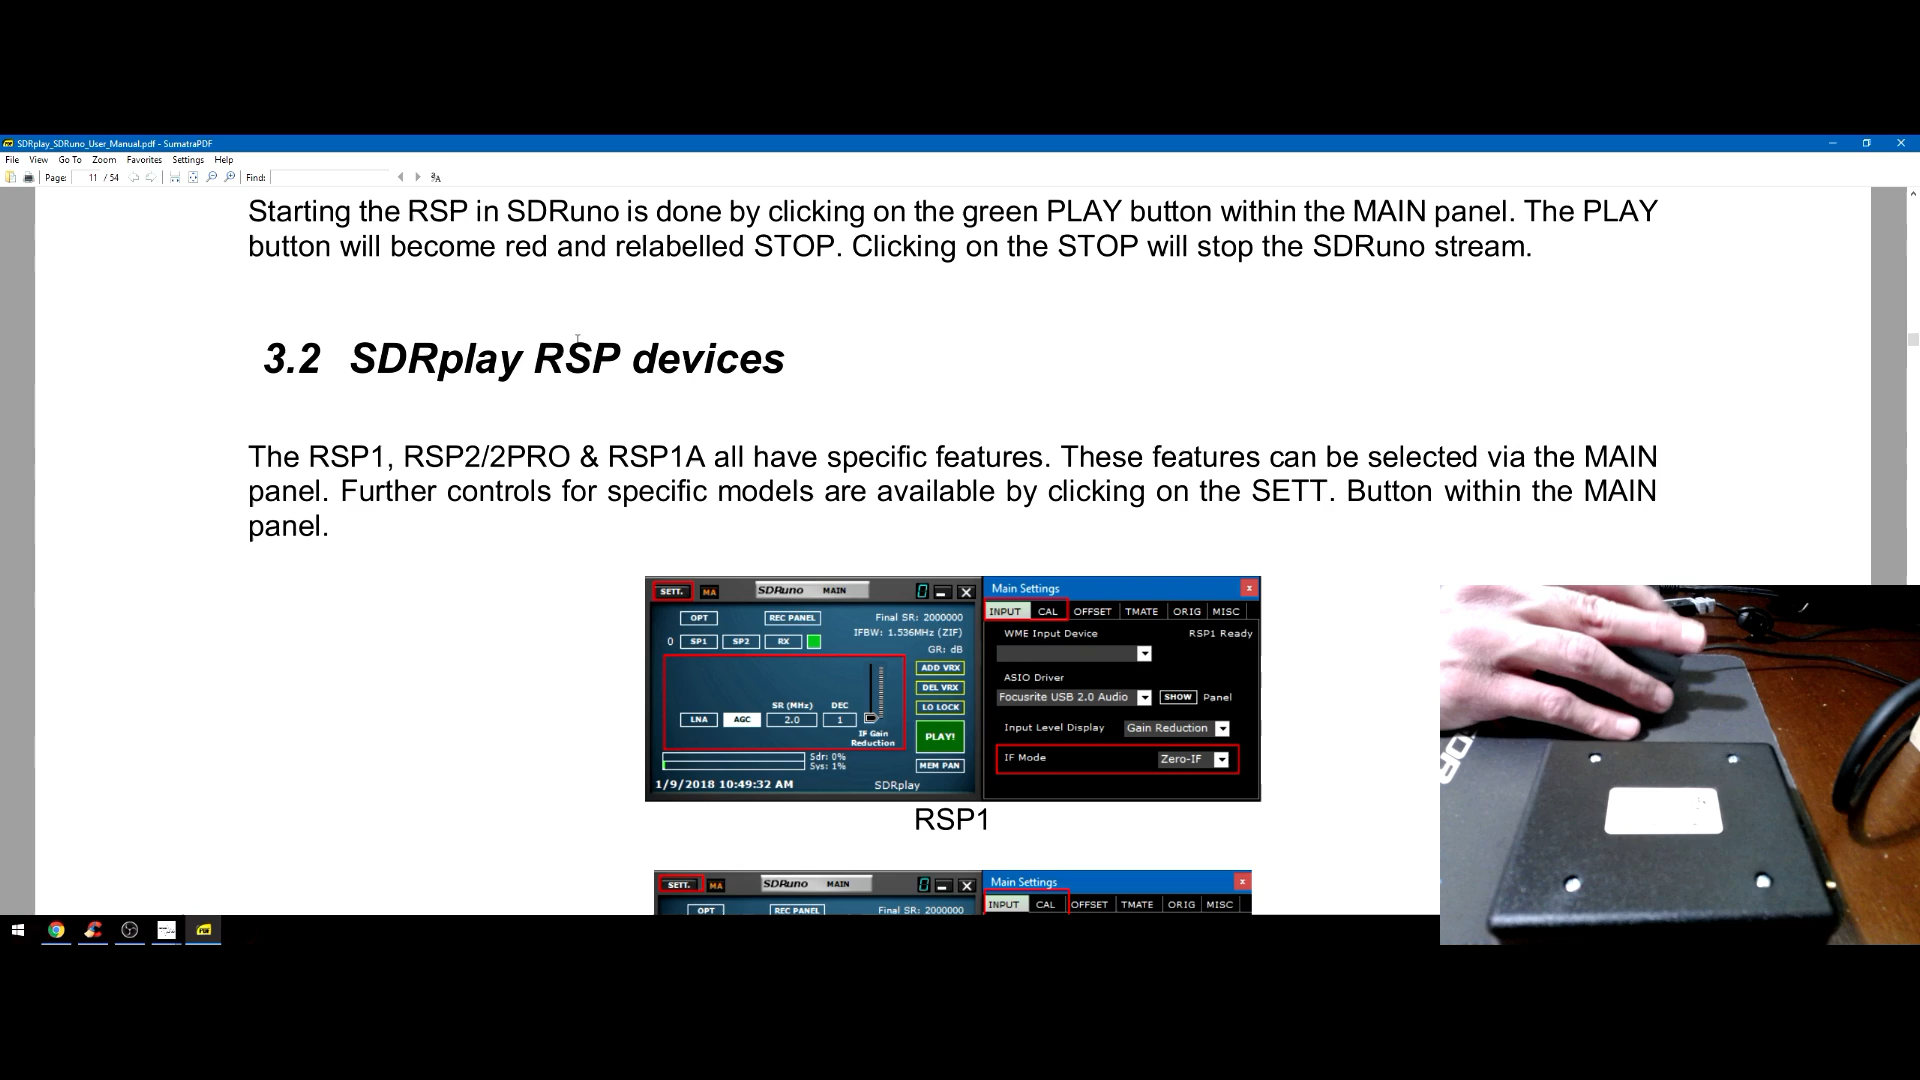 SDRplay_SDRuno_User_Manual.pdf - SumatraPDF
File View Go To Zoom Favorites Settings Help
Page: 11 / 54 Find:
Starting the RSP in SDRuno is done by clicking on the green PLAY button within the MAIN panel. The PLAY
button will become red and relabelled STOP. Clicking on the STOP will stop the SDRuno stream.
3.2 SDRplay RSP devices
The RSP1, RSP2/2PRO & RSP1A all have specific features. These features can be selected via the MAIN
panel. Further controls for specific models are available by clicking on the SETT. Button within the MAIN
panel.
SETT. MA SDRuno MAIN 0
OPT REC PANEL Final SR: 2000000
IFBW: 1.536MHz (ZIF)
0 SP1 SP2 RX
GR: dB
ADD VRX
DEL VRX
LO LOCK
SR (MHz) DEC
LNA AGC 2.0 1
IF Gain
Reduction
PLAY!
Sdr: 0%
Sys: 1%
MEM PAN
1/9/2018 10:49:32 AM SDRplay
Main Settings x
INPUT CAL OFFSET TMATE ORIG MISC
WME Input Device RSP1 Ready
ASIO Driver
Focusrite USB 2.0 Audio SHOW Panel
Input Level Display Gain Reduction
IF Mode Zero-IF
RSP1
SETT. MA SDRuno MAIN 0
OPT REC PANEL Final SR: 2000000
Main Settings x
INPUT CAL OFFSET TMATE ORIG MISC
PDF